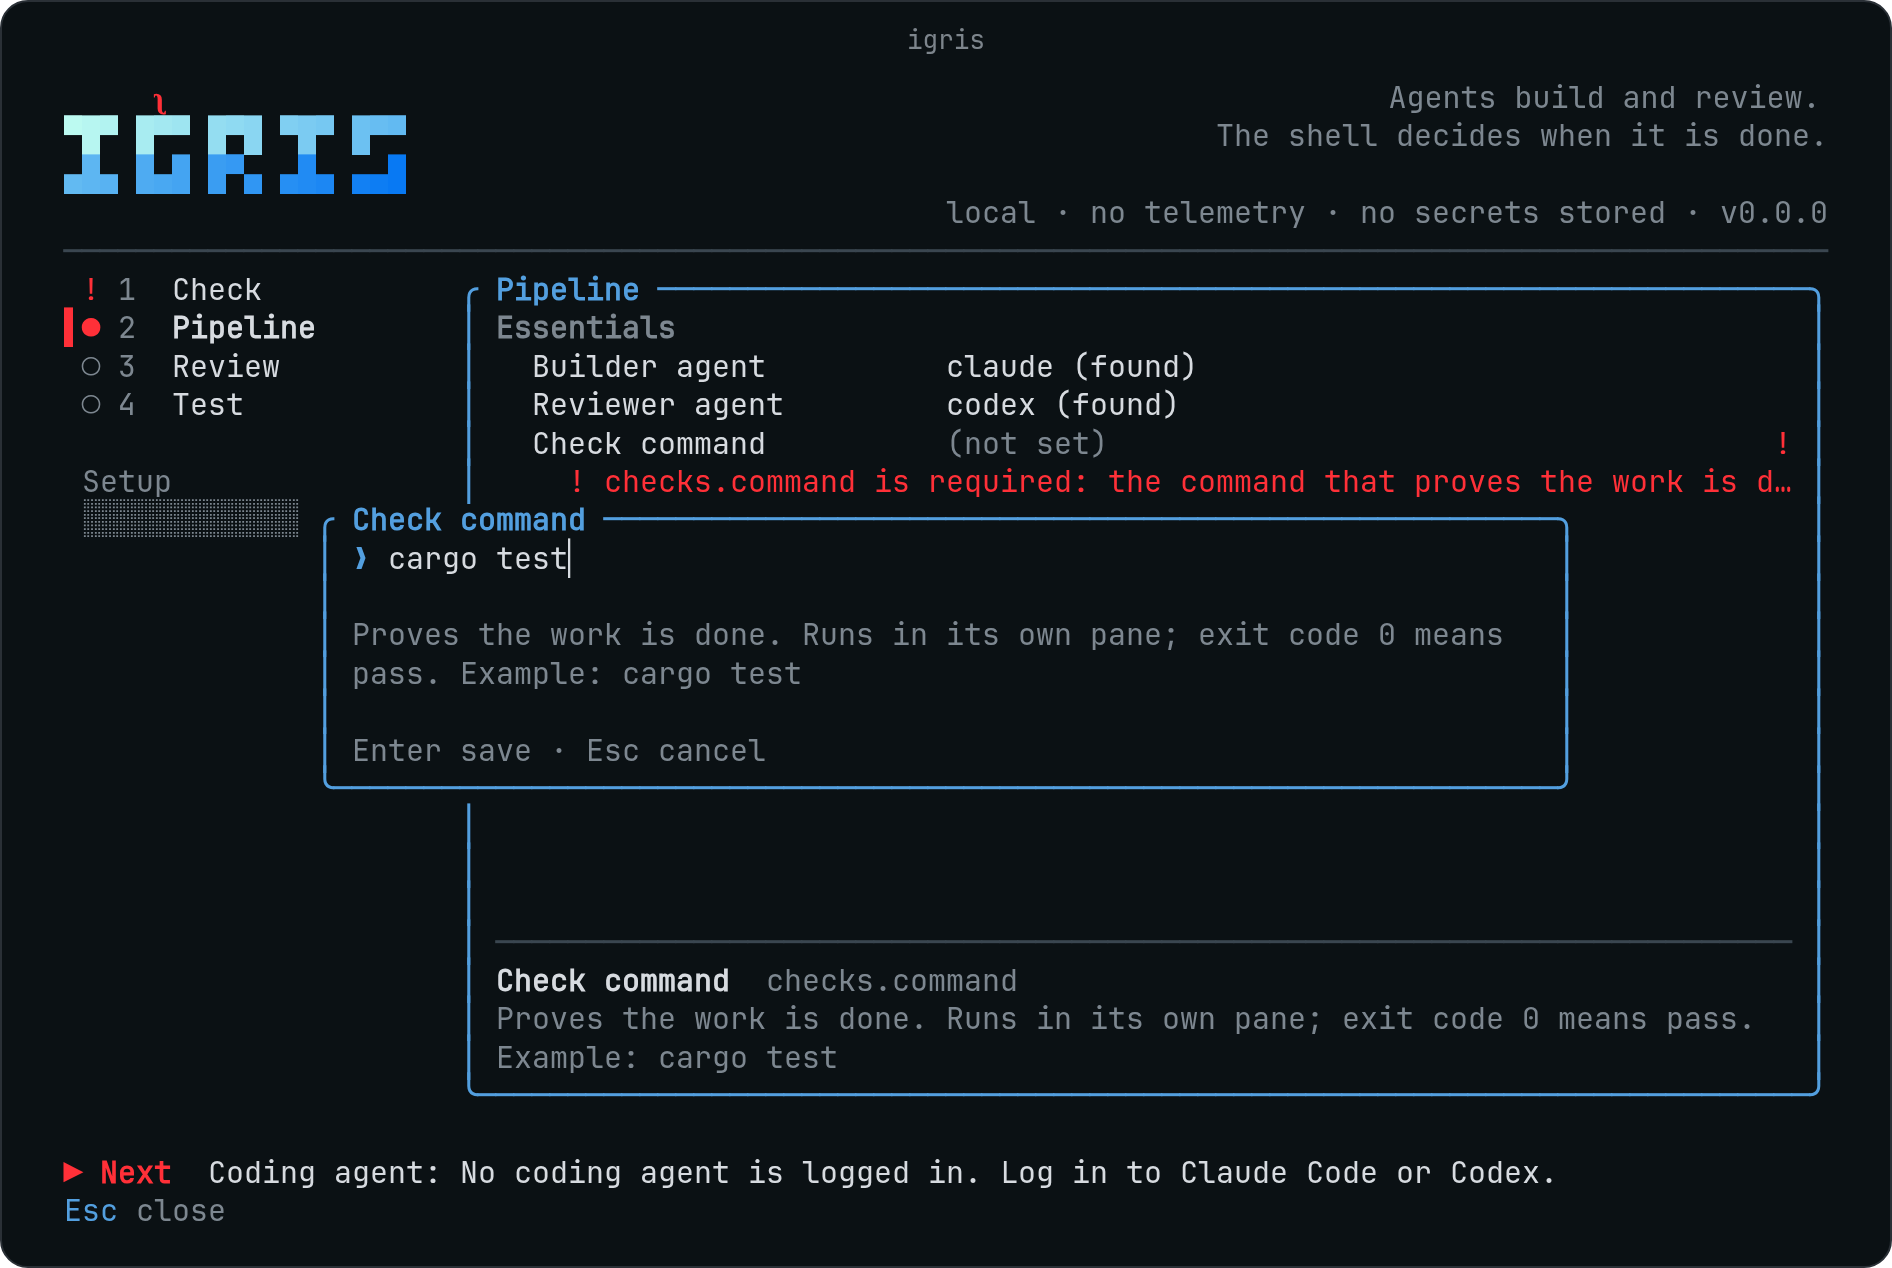 igris
IGRIS
Agents build and review.
The shell decides when it is done.
local · no telemetry · no secrets stored · v0.0.0
! 1 Check
● 2 Pipeline
○ 3 Review
○ 4 Test
Setup
Pipeline
Essentials
Builder agent claude (found)
Reviewer agent codex (found)
Check command (not set) !
! checks.command is required: the command that proves the work is d…
Check command
❯ cargo test
Proves the work is done. Runs in its own pane; exit code 0 means
pass. Example: cargo test
Enter save · Esc cancel
Check command checks.command
Proves the work is done. Runs in its own pane; exit code 0 means pass.
Example: cargo test
▶ Next Coding agent: No coding agent is logged in. Log in to Claude Code or Codex.
Esc close